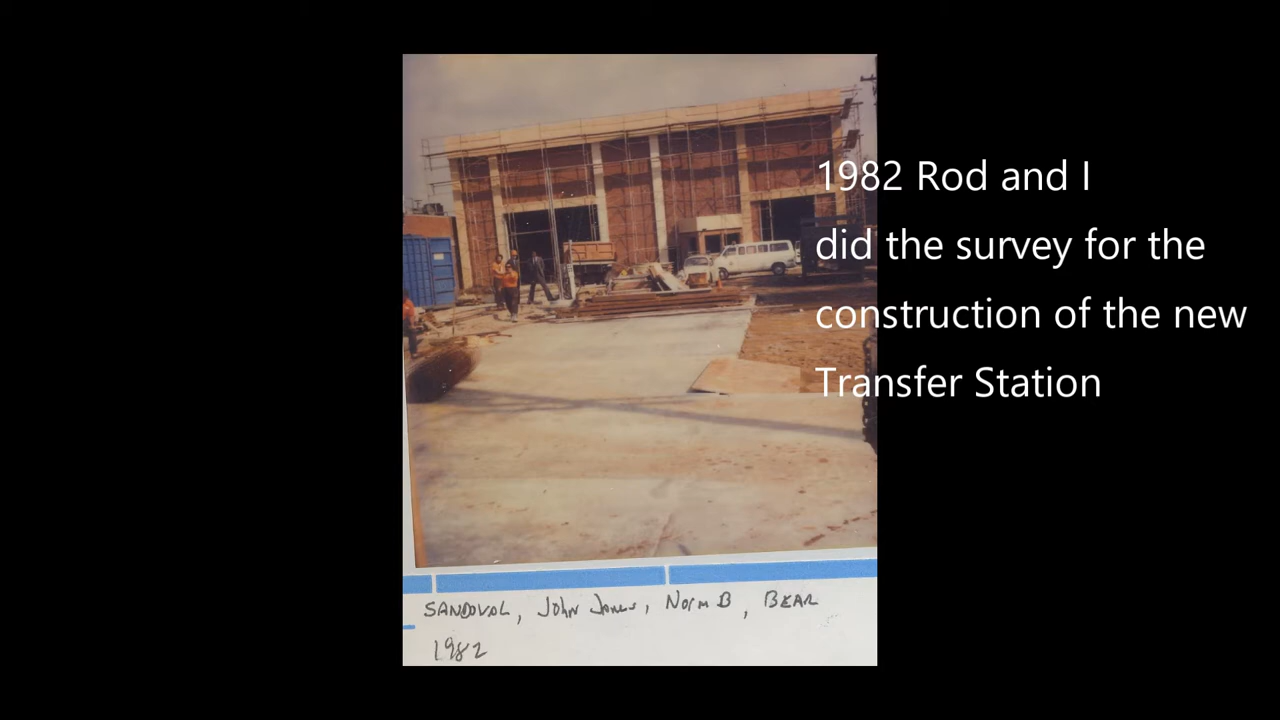 1982 Rod and I
did the survey for the
construction of the new
Transfer Station
SANDOVAL, John Jones, Norm B, BEAR
1982